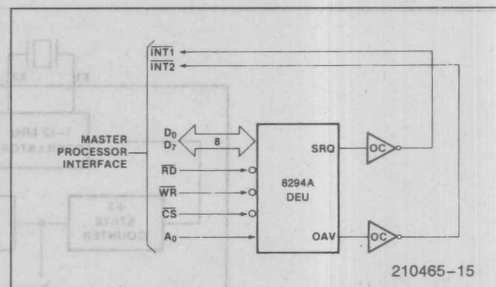 INT1
INT2
MASTER
PROCESSOR
INTERFACE
D0
D7
8
RD
WR
CS
A0
8294A
DEU
SRQ
OAV
OC
OC
210465-15